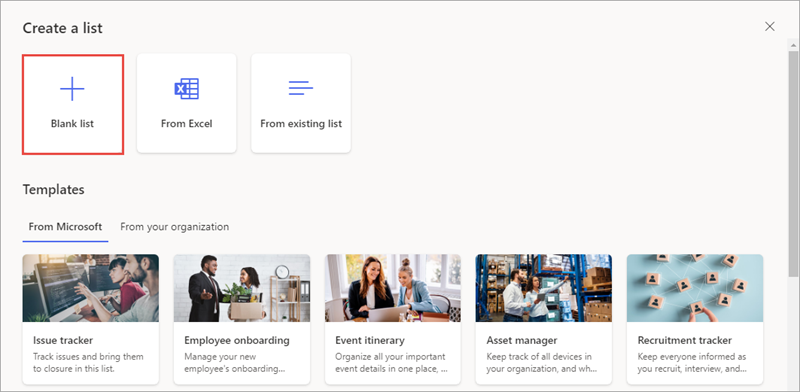 Create a list
Blank list
From Excel
From existing list
Templates
From Microsoft
From your organization
Issue tracker
Track issues and bring them
to closure in this list.
Employee onboarding
Manage your new
employee's onboarding...
Event itinerary
Organize all your important
event details in one place, ...
Asset manager
Keep track of all devices in
your organization, and wh...
Recruitment tracker
Keep everyone informed as
you recruit, interview, and...